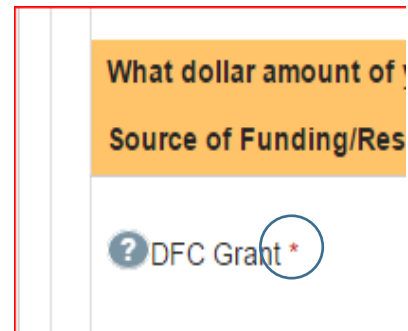 What dollar amount of
Source of Funding/Res
? DFC Grant *